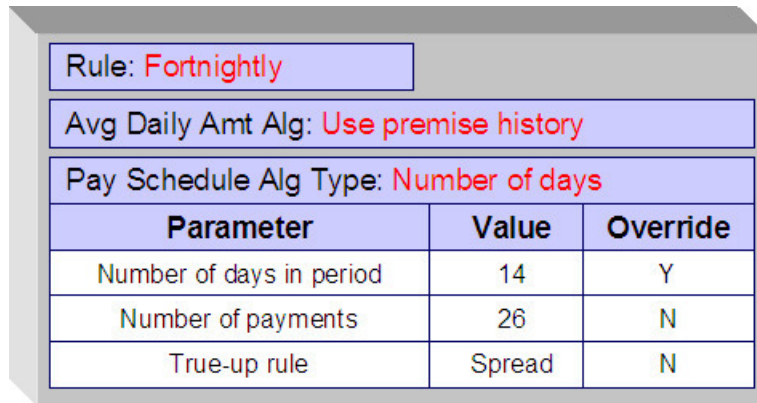 Rule: Fortnightly
Avg Daily Amt Alg: Use premise history
Pay Schedule Alg Type: Number of days
Parameter Value Override
Number of days in period 14 Y
Number of payments 26 N
True-up rule Spread N